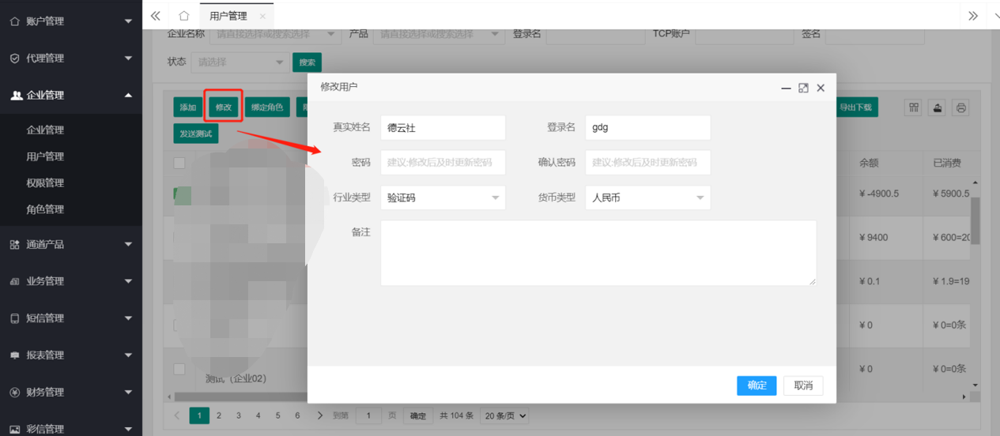 账户管理
代理管理
企业管理
企业管理
用户管理
权限管理
角色管理
通道产品
业务管理
短信管理
报表管理
财务管理
彩信管理
用户管理
企业名称 请直接选择或搜索选择 产品 请直接选择或搜索选择 登录名 TCP账户 签名
状态 请选择 搜索
添加 修改 绑定角色 导出下载
发送测试
余额 已消费
¥ -4900.5 ¥ 5900.5
¥ 9400 ¥ 600=20
¥ 0.1 ¥ 1.9=19
¥ 0 ¥ 0=0条
¥ 0 ¥ 0=0条
测试（企业02）
1 2 3 4 5 6 到第 1 页 确定 共 104 条 20 条/页
修改用户
真实姓名 德云社 登录名 gdg
密码 建议:修改后及时更新密码 确认密码 建议:修改后及时更新密码
行业类型 验证码 货币类型 人民币
备注
确定 取消